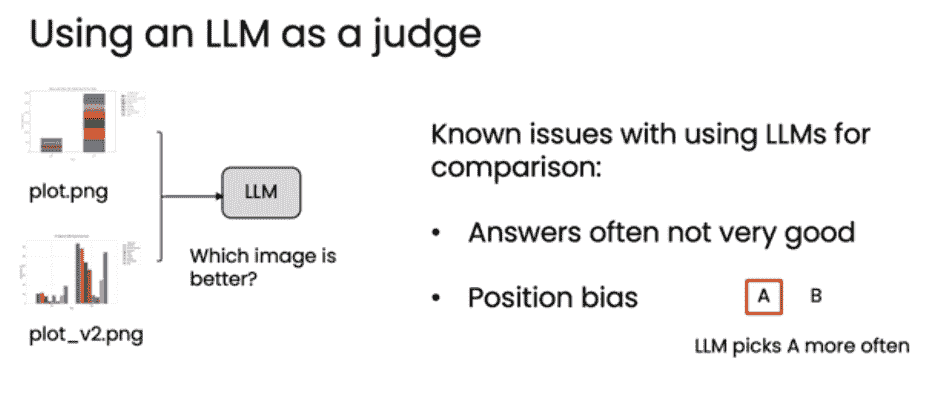 Using an LLM as a judge
plot.png
LLM
Which image is
better?
plot_v2.png
Known issues with using LLMs for
comparison:
• Answers often not very good
• Position bias
A B
LLM picks A more often